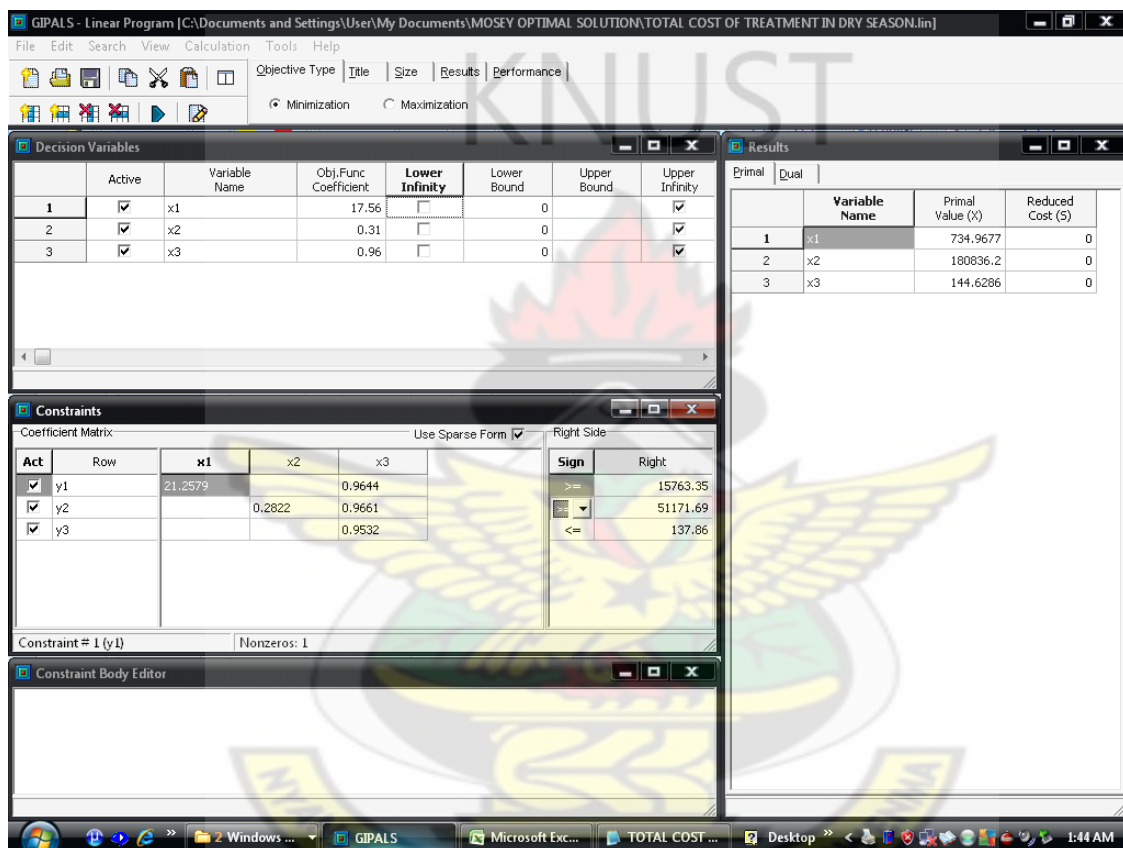 GIPALS - Linear Program [C:\Documents and Settings\User\My Documents\MOSEY OPTIMAL SOLUTION\TOTAL COST OF TREATMENT IN DRY SEASON.lin]
File Edit Search View Calculation Tools Help
Objective Type Title Size Results Performance
Minimization Maximization
KNUST
Decision Variables
Active Variable Name Obj.Func Coefficient Lower Infinity Lower Bound Upper Bound Upper Infinity
1 x1 17.56 0
2 x2 0.31 0
3 x3 0.96 0
Results
Primal Dual
Variable Name Primal Value (X) Reduced Cost (S)
1 x1 734.9677 0
2 x2 180836.2 0
3 x3 144.6286 0
Constraints
Coefficient Matrix Use Sparse Form Right Side
Act Row x1 x2 x3 Sign Right
y1 21.2579 0.9644 >= 15763.35
y2 0.2822 0.9661 >= 51171.69
y3 0.9532 <= 137.86
Constraint # 1 (y1) Nonzeros: 1
Constraint Body Editor
2 Windows ... GIPALS Microsoft Exc... TOTAL COST ... Desktop 1:44 AM